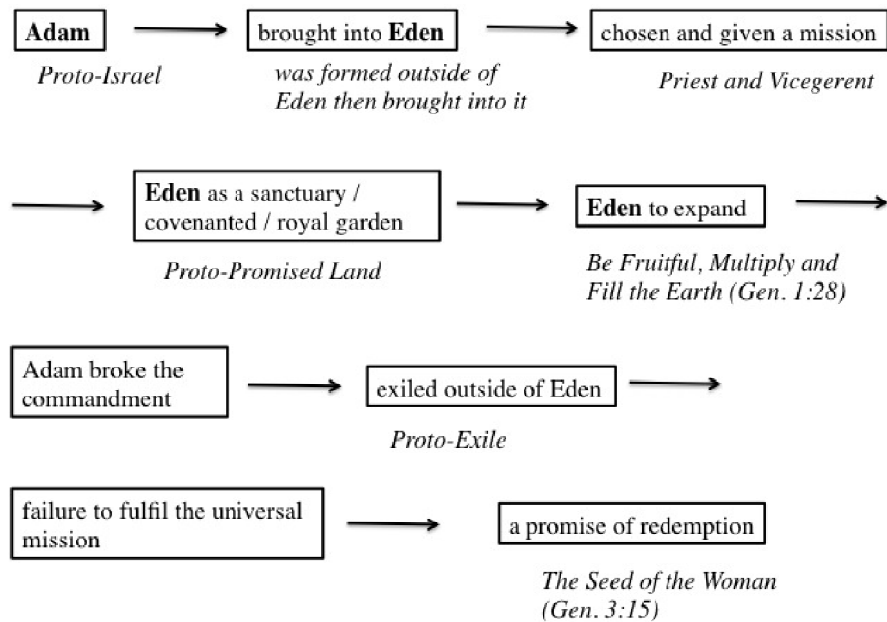 Adam
brought into Eden
chosen and given a mission
Proto-Israel
was formed outside of
Eden then brought into it
Priest and Vicegerent
Eden as a sanctuary /
covenanted / royal garden
Eden to expand
Proto-Promised Land
Be Fruitful, Multiply and
Fill the Earth (Gen. 1:28)
Adam broke the
commandment
exiled outside of Eden
Proto-Exile
failure to fulfil the universal
mission
a promise of redemption
The Seed of the Woman
(Gen. 3:15)